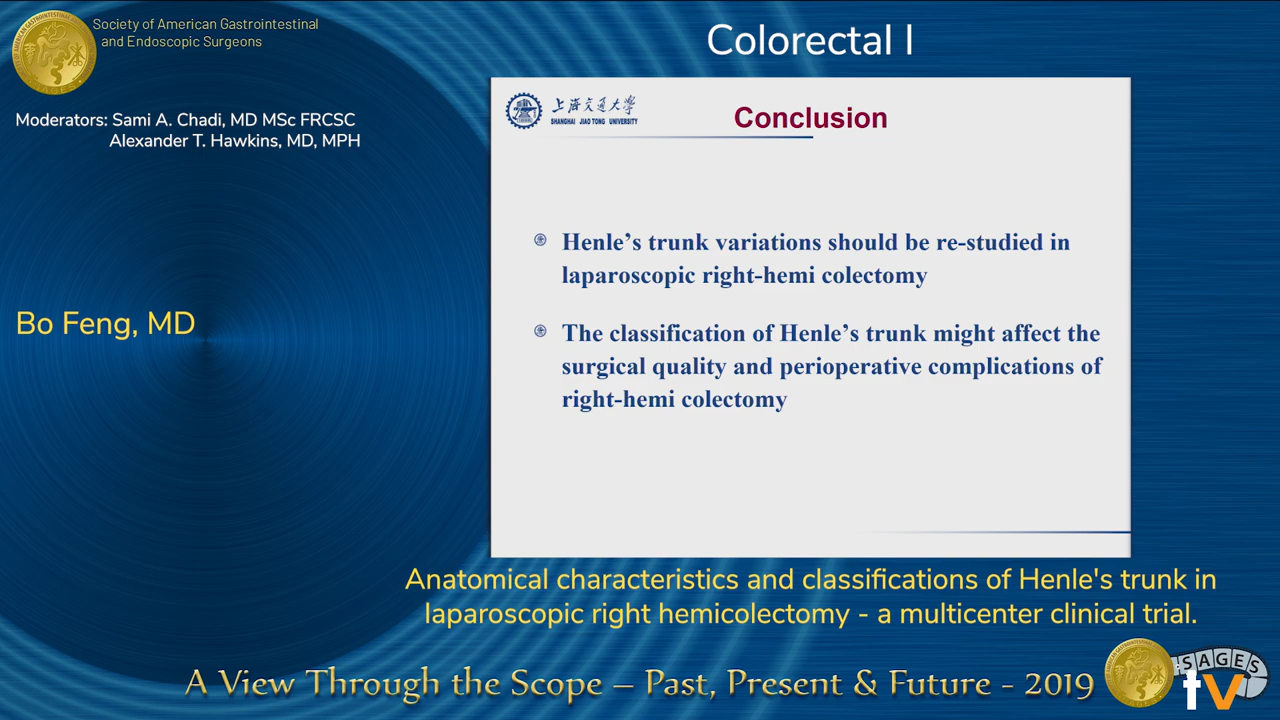 Society of American Gastrointestinal
and Endoscopic Surgeons
Colorectal I
Moderators: Sami A. Chadi, MD MSc FRCSC
Alexander T. Hawkins, MD, MPH
上海交通大学
SHANGHAI JIAO TONG UNIVERSITY
Conclusion
Henle’s trunk variations should be re-studied in
laparoscopic right-hemi colectomy
The classification of Henle’s trunk might affect the
surgical quality and perioperative complications of
right-hemi colectomy
Bo Feng, MD
Anatomical characteristics and classifications of Henle's trunk in
laparoscopic right hemicolectomy - a multicenter clinical trial.
A View Through the Scope – Past, Present & Future - 2019
SAGES
tv